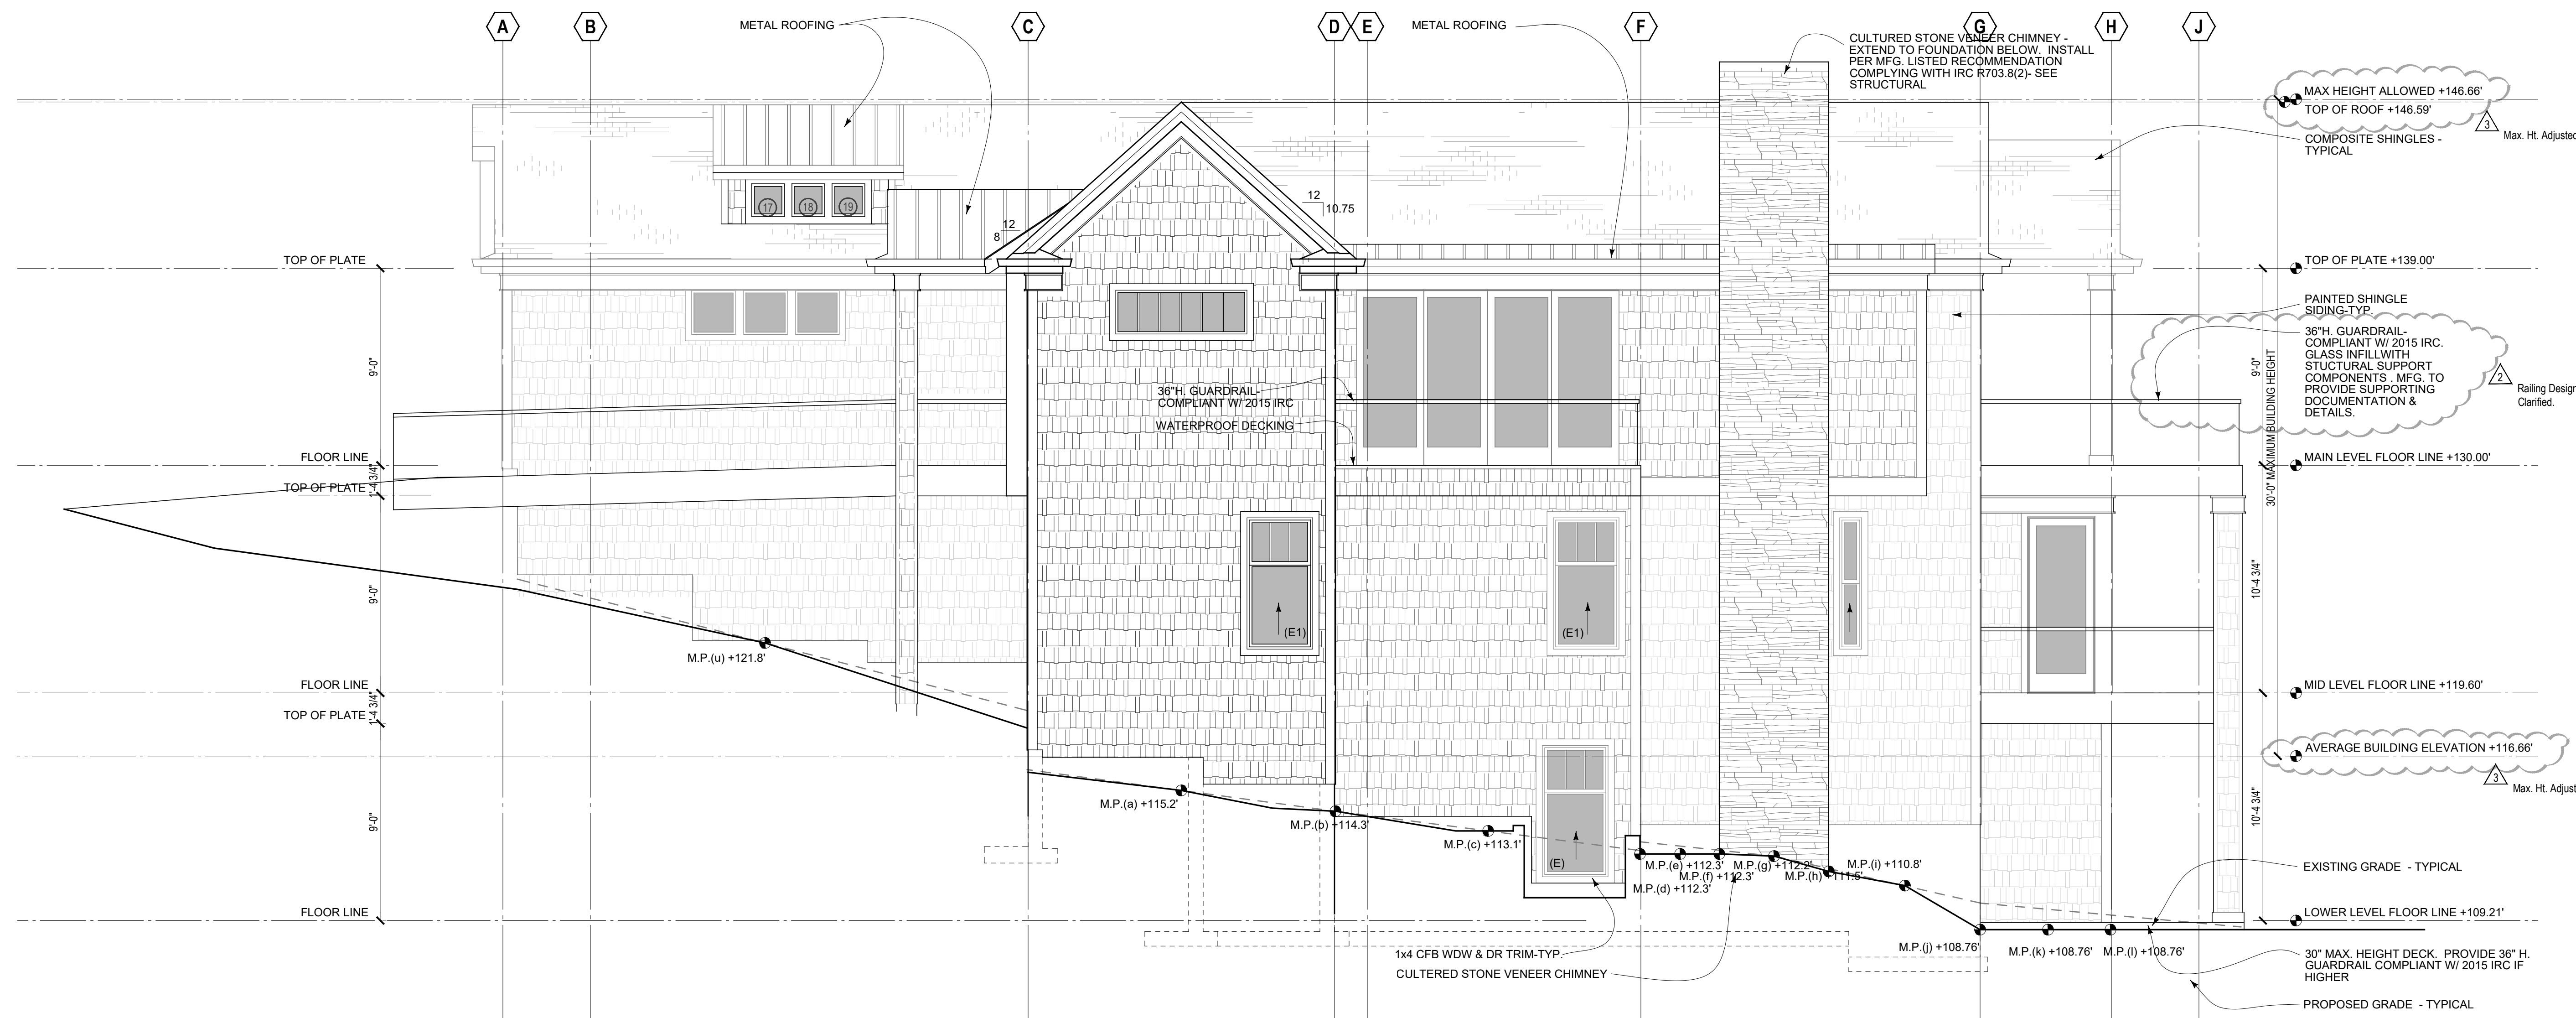 A
B
C
D
E
F
G
H
J
METAL ROOFING
METAL ROOFING
CULTURED STONE VENEER CHIMNEY -
EXTEND TO FOUNDATION BELOW. INSTALL
PER MFG. LISTED RECOMMENDATION
COMPLYING WITH IRC R703.8(2)- SEE
STRUCTURAL
MAX HEIGHT ALLOWED +146.66'
TOP OF ROOF +146.59'
3
Max. Ht. Adjusted
COMPOSITE SHINGLES -
TYPICAL
17
18
19
12
8
12
10.75
TOP OF PLATE
TOP OF PLATE +139.00'
PAINTED SHINGLE
SIDING-TYP.
36"H. GUARDRAIL-
COMPLIANT W/ 2015 IRC.
GLASS INFILLWITH
STUCTURAL SUPPORT
COMPONENTS . MFG. TO
PROVIDE SUPPORTING
DOCUMENTATION &
DETAILS.
2
Railing Design
Clarified.
9'-0"
9'-0"
30'-0" MAXIMUM BUILDING HEIGHT
36"H. GUARDRAIL-
COMPLIANT W/ 2015 IRC
WATERPROOF DECKING
FLOOR LINE
MAIN LEVEL FLOOR LINE +130.00'
1'-4 3/4"
TOP OF PLATE
9'-0"
10'-4 3/4"
(E1)
(E1)
M.P.(u) +121.8'
FLOOR LINE
MID LEVEL FLOOR LINE +119.60'
1'-4 3/4"
TOP OF PLATE
AVERAGE BUILDING ELEVATION +116.66'
3
Max. Ht. Adjust
9'-0"
10'-4 3/4"
M.P.(a) +115.2'
M.P.(b) +114.3'
M.P.(c) +113.1'
(E)
M.P.(d) +112.3'
M.P.(e) +112.3'
M.P.(f) +112.3'
M.P.(g) +112.2'
M.P.(h) +111.5'
M.P.(i) +110.8'
EXISTING GRADE - TYPICAL
FLOOR LINE
LOWER LEVEL FLOOR LINE +109.21'
M.P.(j) +108.76'
M.P.(k) +108.76'
M.P.(l) +108.76'
1x4 CFB WDW & DR TRIM-TYP.
CULTERED STONE VENEER CHIMNEY
30" MAX. HEIGHT DECK. PROVIDE 36" H.
GUARDRAIL COMPLIANT W/ 2015 IRC IF
HIGHER
PROPOSED GRADE - TYPICAL